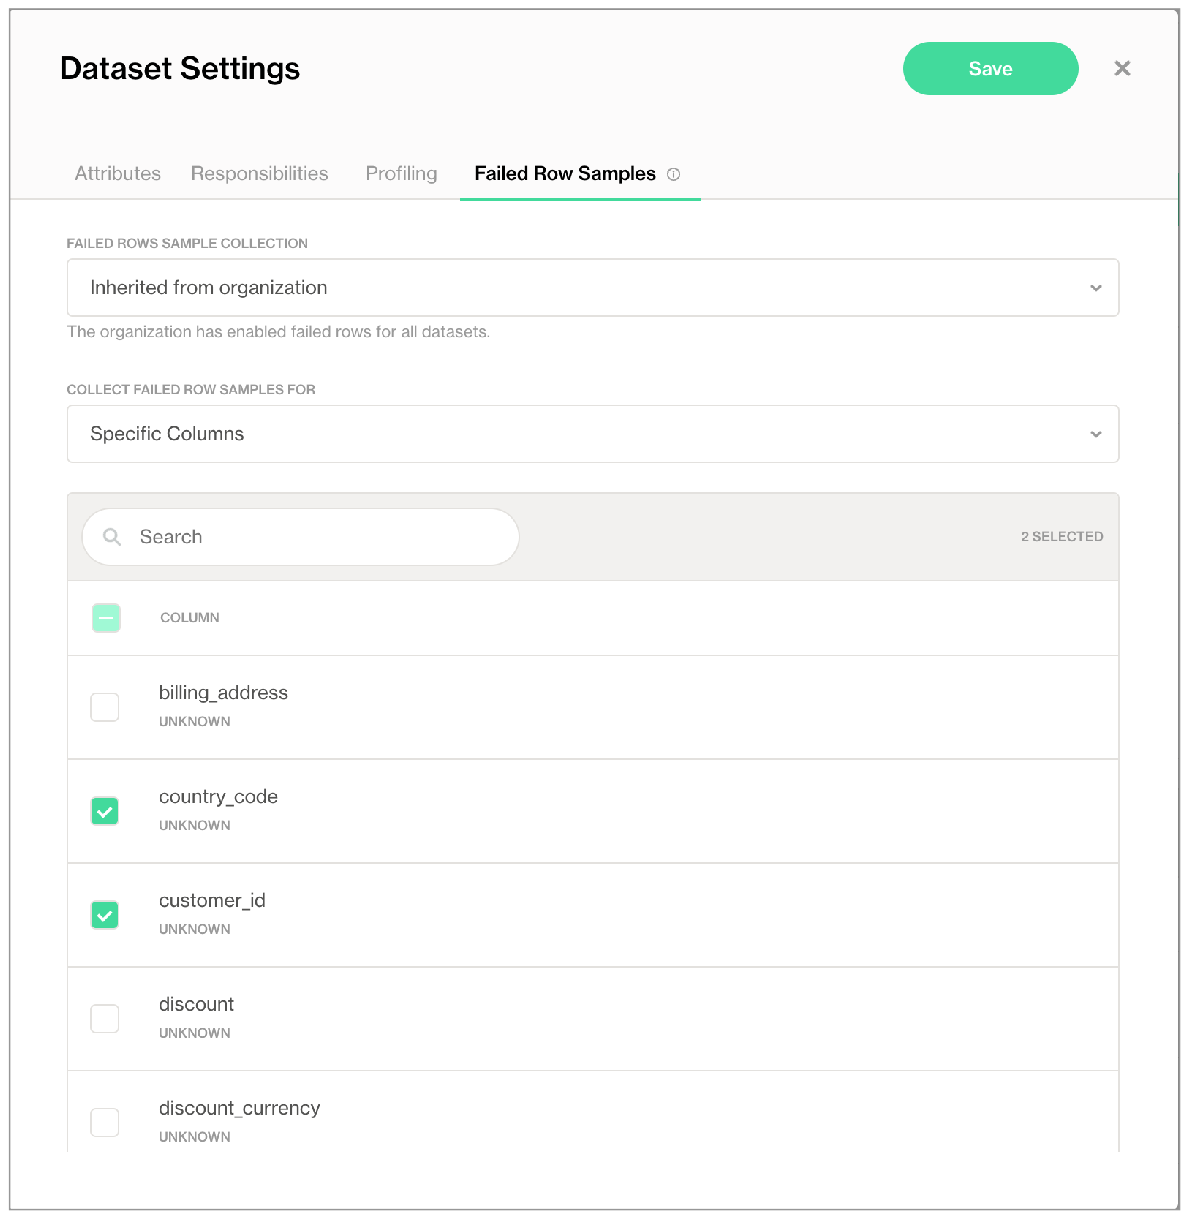 Dataset Settings
Save
Attributes Responsibilities Profiling Failed Row Samples
FAILED ROWS SAMPLE COLLECTION
Inherited from organization
The organization has enabled failed rows for all datasets.
COLLECT FAILED ROW SAMPLES FOR
Specific Columns
Search
2 SELECTED
COLUMN
billing_address
UNKNOWN
country_code
UNKNOWN
customer_id
UNKNOWN
discount
UNKNOWN
discount_currency
UNKNOWN